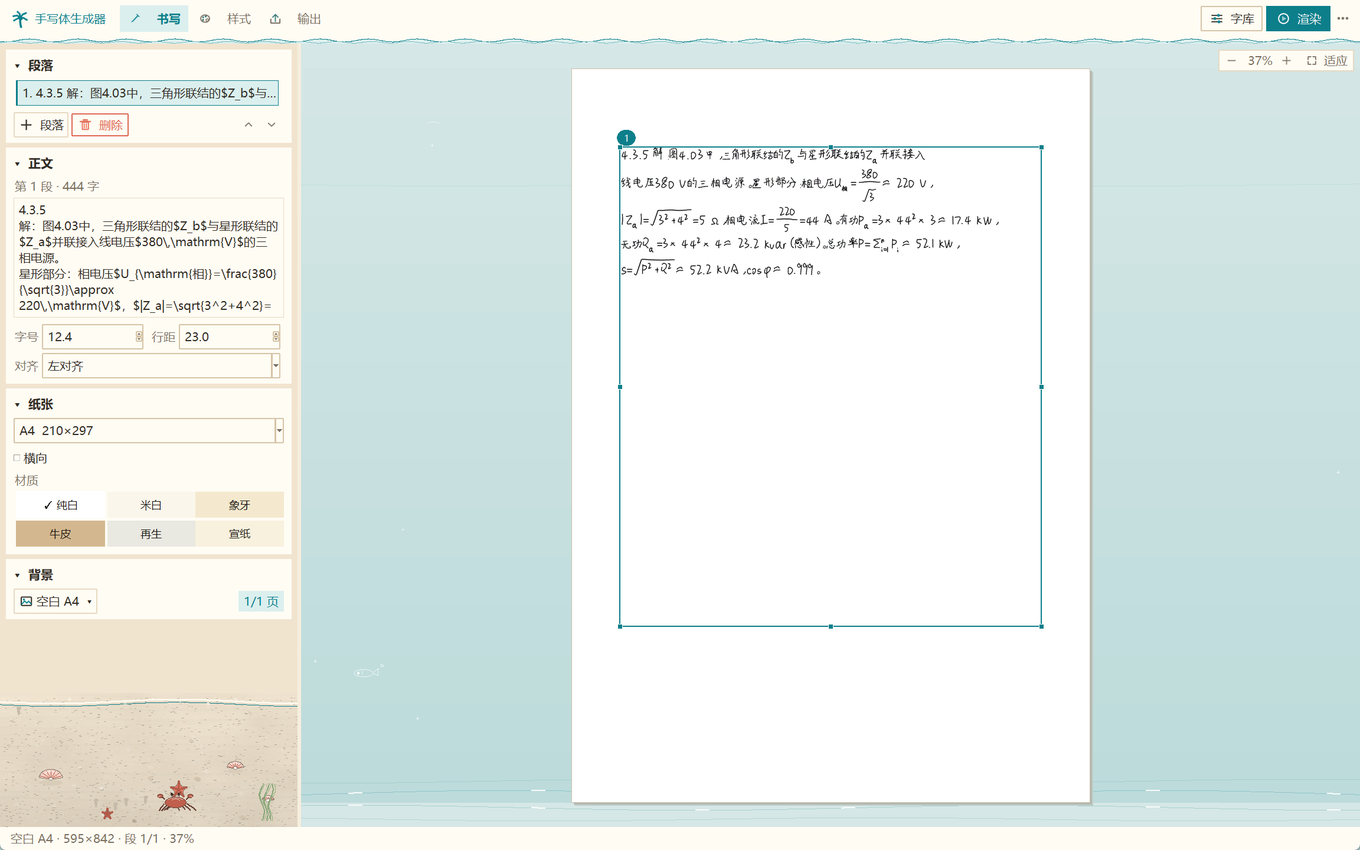 手写体生成器 书写 样式 输出 字库 渲染 ···
− 37% + 适应
段落
1. 4.3.5 解：图4.03中，三角形联结的$Z_b$与...
+ 段落 删除
正文
第 1 段 · 444 字
4.3.5
解：图4.03中，三角形联结的$Z_b$与星形联结的
$Z_a$并联接入线电压$380\,\mathrm{V}$的三
相电源。
星形部分：相电压$U_{\mathrm{相}}=\frac{380}
{\sqrt{3}}\approx
220\,\mathrm{V}$，$|Z_a|=\sqrt{3^2+4^2}=
字号 12.4 行距 23.0
对齐 左对齐
纸张
A4 210×297
横向
材质
✓ 纯白 米白 象牙
牛皮 再生 宣纸
背景
空白 A4 1/1 页
1
4.3.5 解 图4.03中 三角形联结的Z_b与星形联结的Z_a并联接入
线电压380 V的三相电源。星形部分 相电压U_相=380/√3≈ 220 V，
|Z_a|=√3²+4²=5 Ω 相电流I=220/5=44 A。有功P_a=3× 44²× 3≈ 17.4 kW，
无功Q_a=3× 44²× 4≈ 23.2 kvar(感性)。总功率P=Σ_{i=1}^n P_i≈ 52.1 kW，
S=√P²+Q²≈ 52.2 kVA ,cosφ≈ 0.999。
空白 A4 · 595×842 · 段 1/1 · 37%